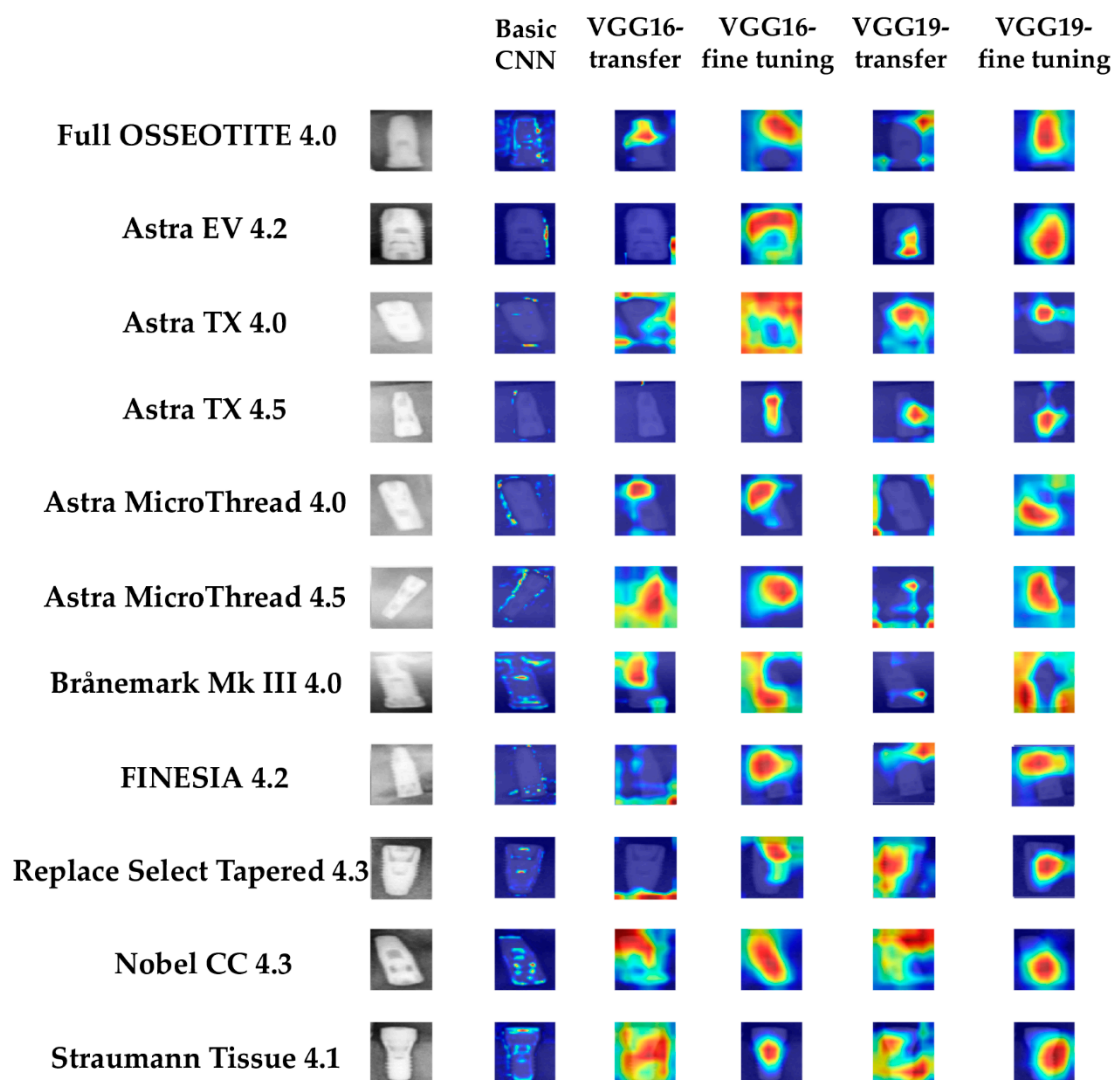 Basic VGG16- VGG16- VGG19- VGG19-
CNN transfer fine tuning transfer fine tuning
Full OSSEOTITE 4.0
Astra EV 4.2
Astra TX 4.0
Astra TX 4.5
Astra MicroThread 4.0
Astra MicroThread 4.5
Brånemark Mk III 4.0
FINESIA 4.2
Replace Select Tapered 4.3
Nobel CC 4.3
Straumann Tissue 4.1